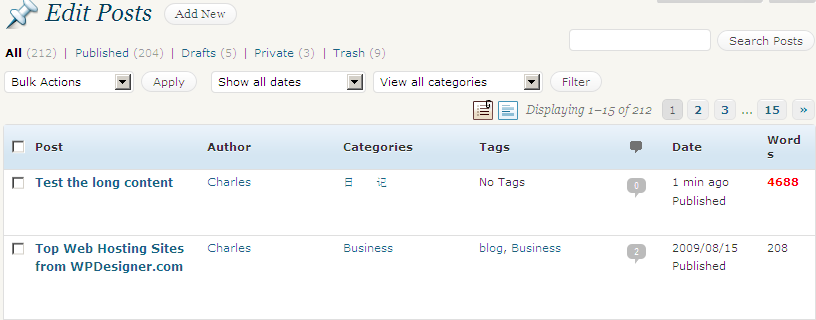 Edit Posts Add New
All (212) | Published (204) | Drafts (5) | Private (3) | Trash (9)
Search Posts
Bulk Actions Apply Show all dates View all categories Filter
Displaying 1–15 of 212 1 2 3 ... 15 »
Post Author Categories Tags Date Word
s
Test the long content Charles 日 记 No Tags 0 1 min ago 4688
Published
Top Web Hosting Sites Charles Business blog, Business 2 2009/08/15 208
from WPDesigner.com Published